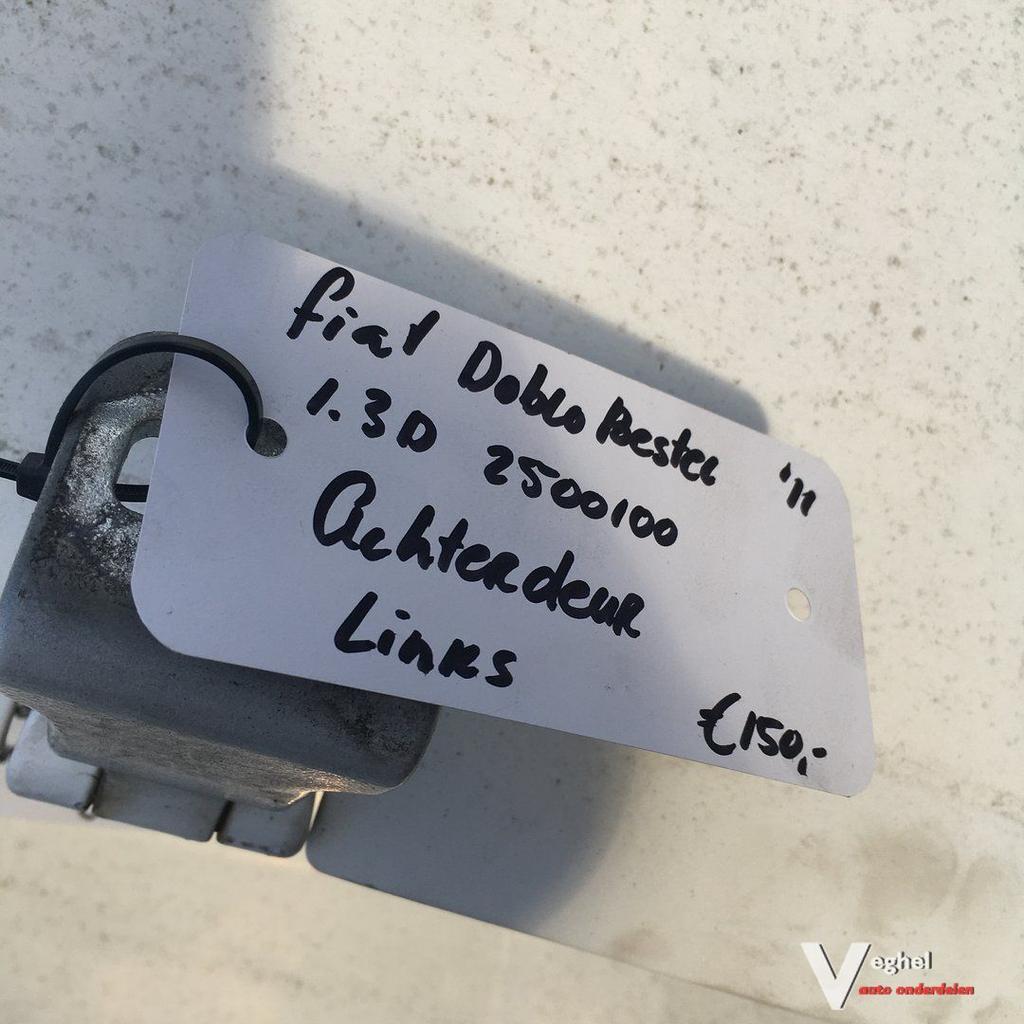 fiat Doblo Bestel '11
1.3D 2500100
Achterdeur
Links
€150,-
Veghel
auto onderdelen